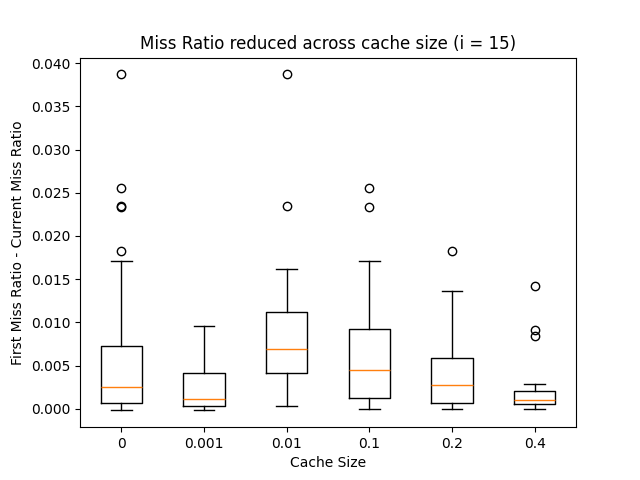 Miss Ratio reduced across cache size (i = 15)
First Miss Ratio - Current Miss Ratio
0.040
0.035
0.030
0.025
0.020
0.015
0.010
0.005
0.000
0 0.001 0.01 0.1 0.2 0.4
Cache Size